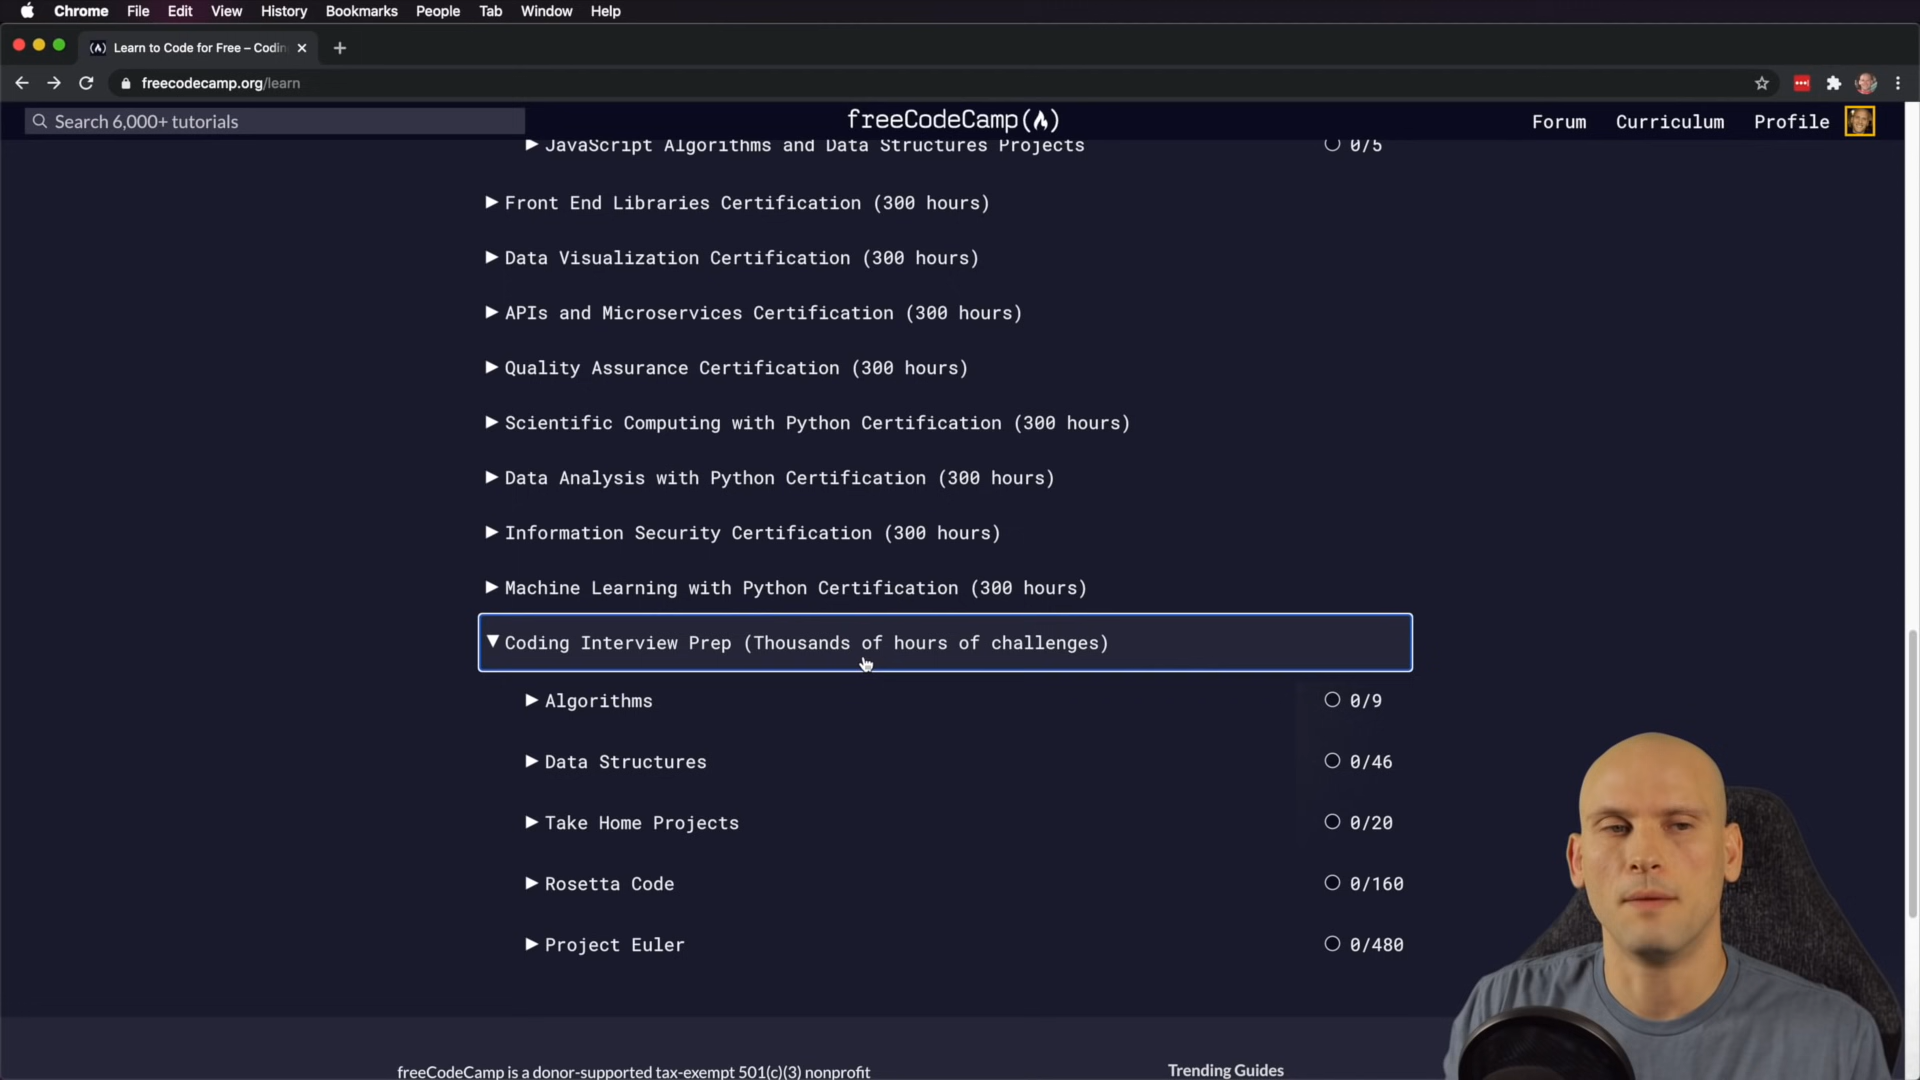 Chrome File Edit View History Bookmarks People Tab Window Help
Learn to Code for Free – Codin
freecodecamp.org/learn
Search 6,000+ tutorials
freeCodeCamp
Forum Curriculum Profile
JavaScript Algorithms and Data Structures Projects 0/5
Front End Libraries Certification (300 hours)
Data Visualization Certification (300 hours)
APIs and Microservices Certification (300 hours)
Quality Assurance Certification (300 hours)
Scientific Computing with Python Certification (300 hours)
Data Analysis with Python Certification (300 hours)
Information Security Certification (300 hours)
Machine Learning with Python Certification (300 hours)
Coding Interview Prep (Thousands of hours of challenges)
Algorithms 0/9
Data Structures 0/46
Take Home Projects 0/20
Rosetta Code 0/160
Project Euler 0/480
freeCodeCamp is a donor-supported tax-exempt 501(c)(3) nonprofit
Trending Guides